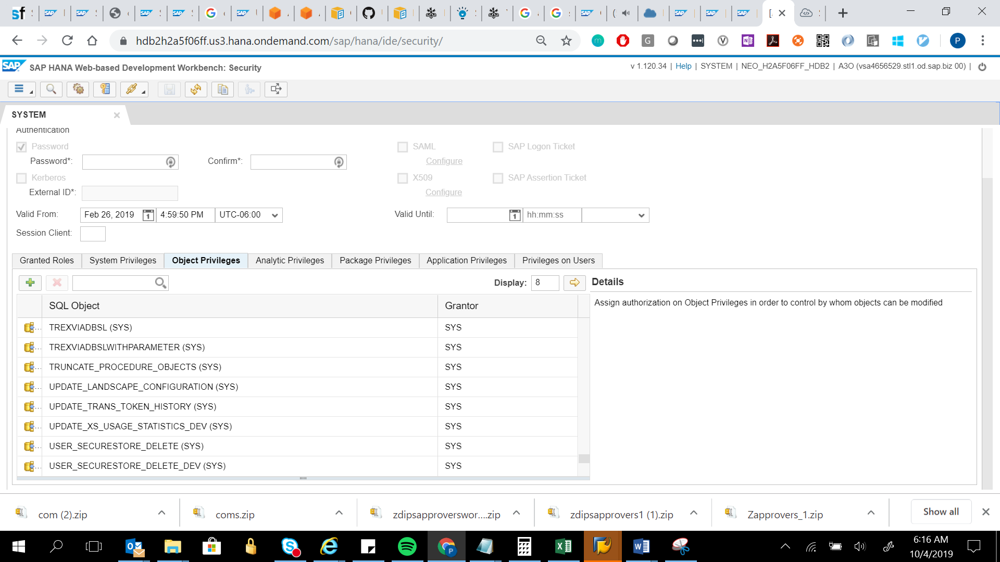 hdb2h2a5f06ff.us3.hana.ondemand.com/sap/hana/ide/security/
SAP SAP HANA Web-based Development Workbench: Security
v 1.120.34 | Help | SYSTEM | NEO_H2A5F06FF_HDB2 | A3O (vsa4656529.stl1.od.sap.biz 00) |
SYSTEM
Authentication
Password
SAML
SAP Logon Ticket
Password*:
Confirm*:
Configure
Kerberos
X509
SAP Assertion Ticket
External ID*:
Configure
Valid From: Feb 26, 2019 4:59:50 PM UTC-06:00
Valid Until: hh:mm:ss
Session Client:
Granted Roles System Privileges Object Privileges Analytic Privileges Package Privileges Application Privileges Privileges on Users
Display: 8
Details
Assign authorization on Object Privileges in order to control by whom objects can be modified
SQL Object Grantor
TREXVIADBSL (SYS) SYS
TREXVIADBSLWITHPARAMETER (SYS) SYS
TRUNCATE_PROCEDURE_OBJECTS (SYS) SYS
UPDATE_LANDSCAPE_CONFIGURATION (SYS) SYS
UPDATE_TRANS_TOKEN_HISTORY (SYS) SYS
UPDATE_XS_USAGE_STATISTICS_DEV (SYS) SYS
USER_SECURESTORE_DELETE (SYS) SYS
USER_SECURESTORE_DELETE_DEV (SYS) SYS
com (2).zip
coms.zip
zdipsapproverswor....zip
zdipsapprovers1 (1).zip
Zapprovers_1.zip
Show all
6:16 AM
10/4/2019